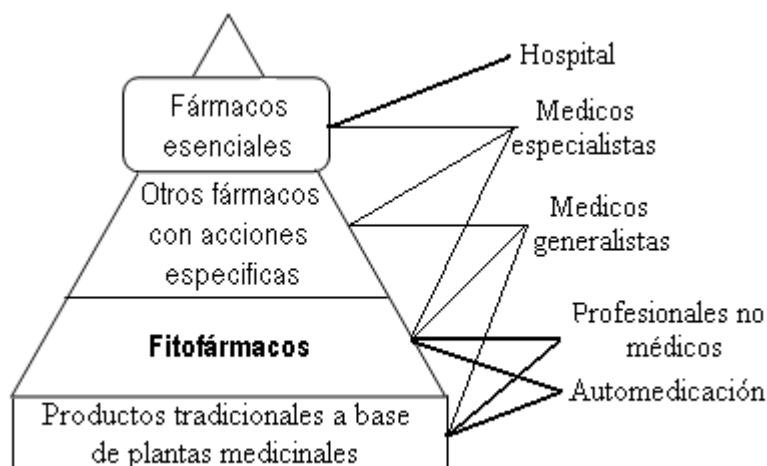 Fármacos
esenciales
Otros fármacos
con acciones
especificas
Fitofármacos
Productos tradicionales a base
de plantas medicinales
Hospital
Medicos
especialistas
Medicos
generalistas
Profesionales no
médicos
Automedicación